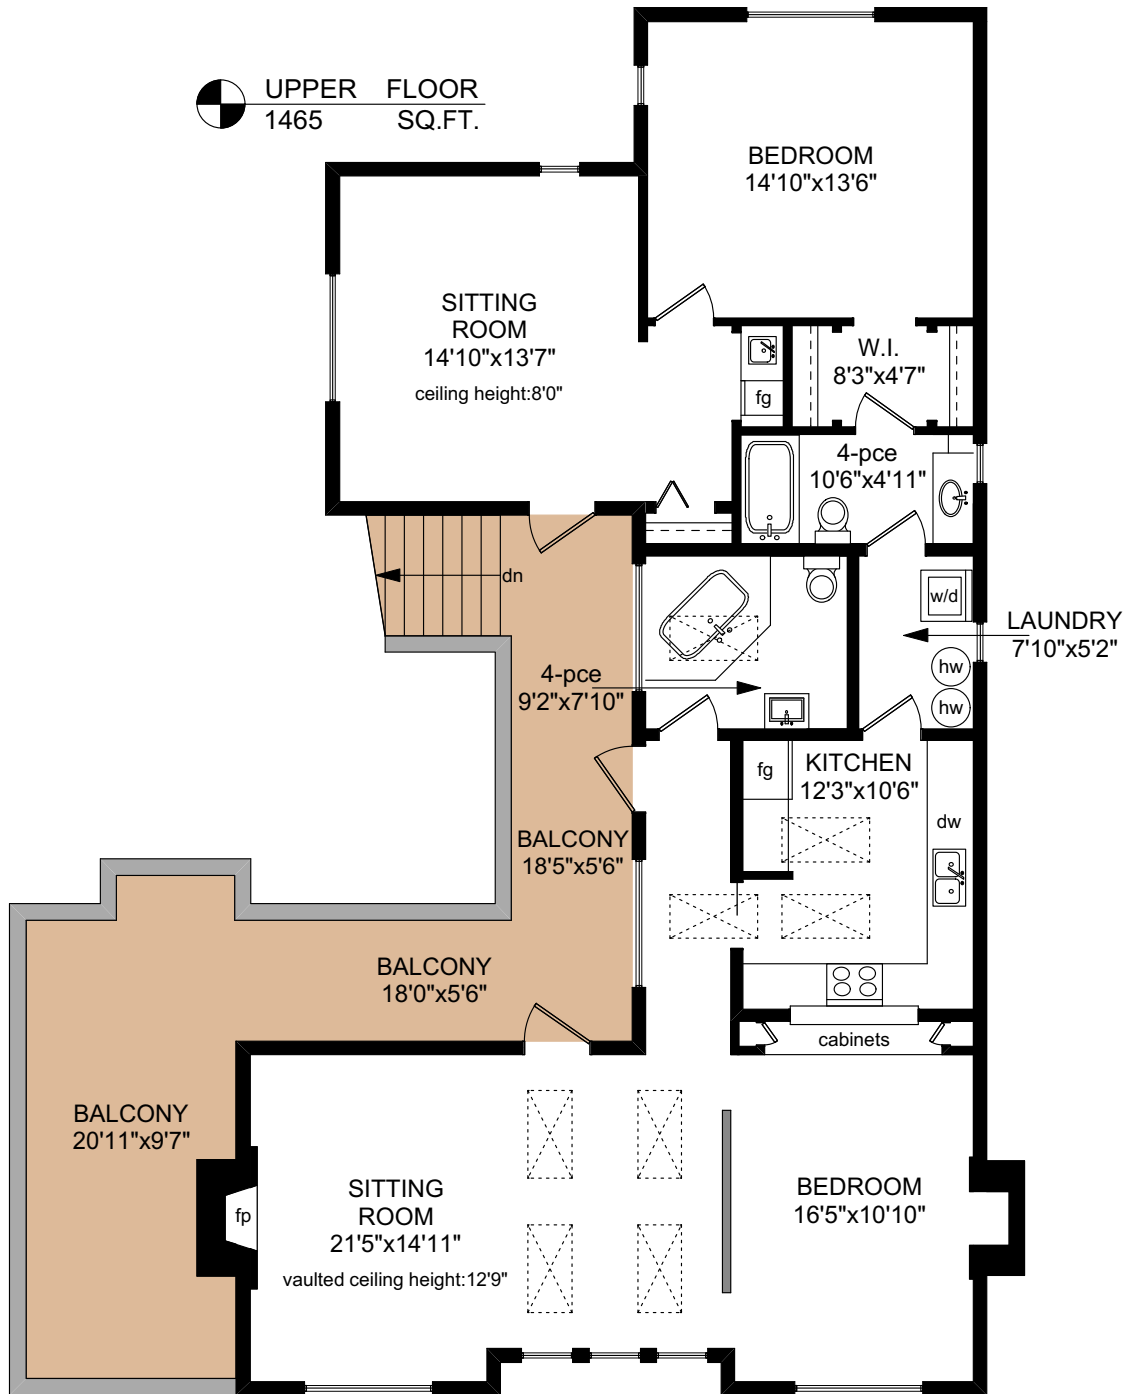 UPPER FLOOR
1465 SQ.FT.
BEDROOM
14'10"x13'6"
SITTING
ROOM
14'10"x13'7"
ceiling height:8'0"
W.I.
8'3"x4'7"
fg
4-pce
10'6"x4'11"
dn
w/d
LAUNDRY
7'10"x5'2"
hw
hw
4-pce
9'2"x7'10"
KITCHEN
12'3"x10'6"
fg
dw
BALCONY
18'5"x5'6"
BALCONY
18'0"x5'6"
cabinets
BALCONY
20'11"x9'7"
fp
SITTING
ROOM
21'5"x14'11"
vaulted ceiling height:12'9"
BEDROOM
16'5"x10'10"